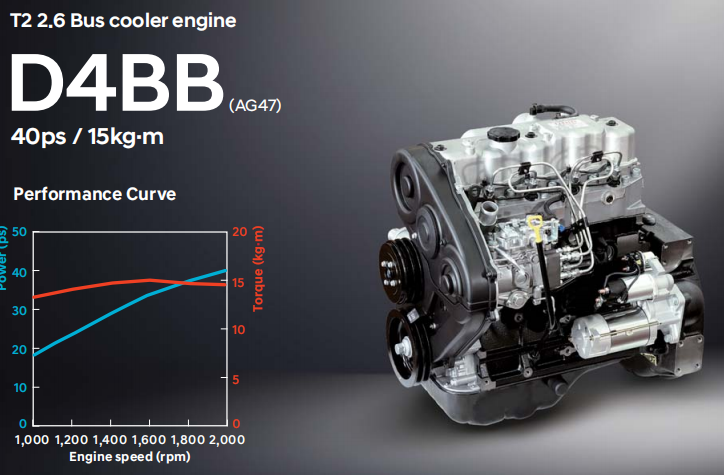 T2 2.6 Bus cooler engine
D4BB (AG47)
40ps / 15kg·m
Performance Curve
Power (ps)
50
40
30
20
10
0
Torque (kg·m)
20
15
10
5
0
1,000 1,200 1,400 1,600 1,800 2,000
Engine speed (rpm)